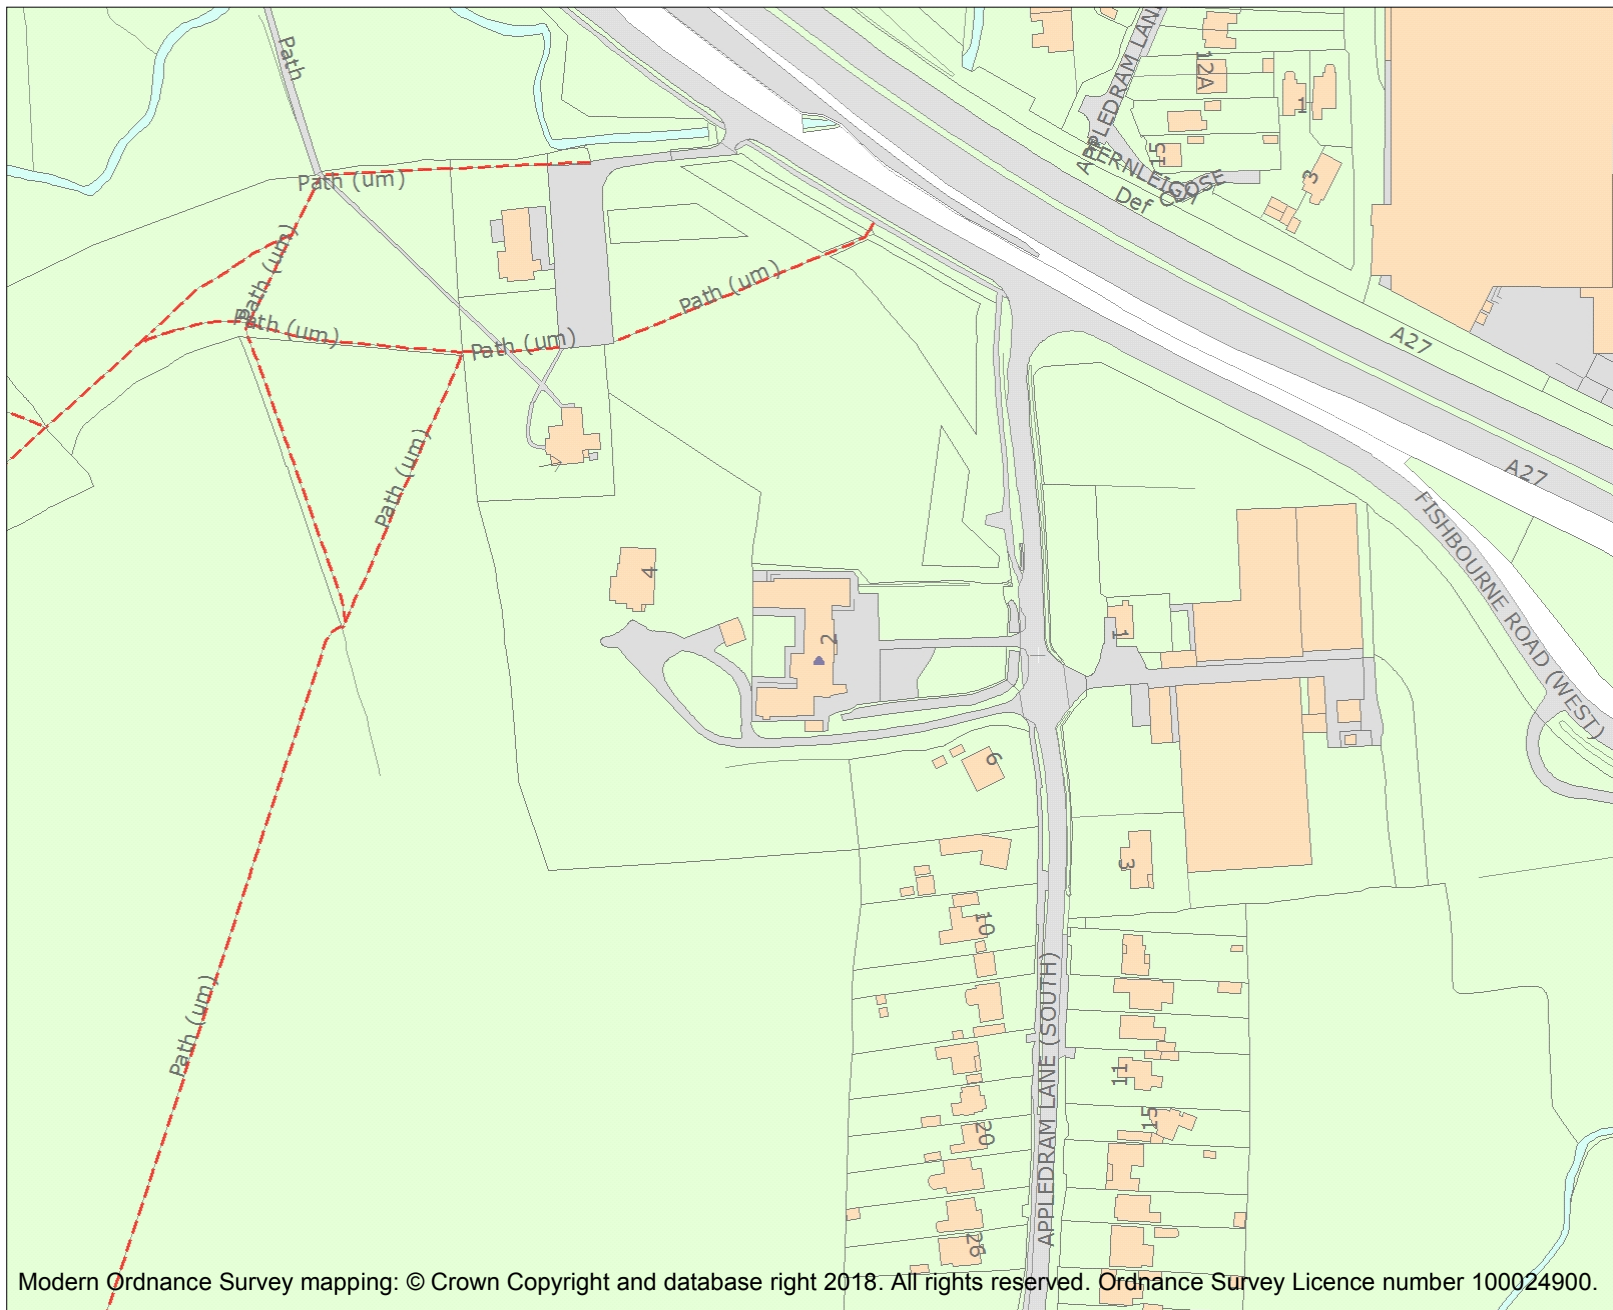 Path
APPLEDRAM LANE
12A
1
15
FERNLEIGH
CLOSE
3
Def
Path (um)
Path (um)
Path (um)
Path (um)
Path (um)
A27
A27
Path (um)
FISHBOURNE ROAD (WEST)
4
2
1
6
3
10
Path (um)
APPLEDRAM LANE (SOUTH)
11
15
20
26
Modern Ordnance Survey mapping: © Crown Copyright and database right 2018. All rights reserved. Ordnance Survey Licence number 100024900.